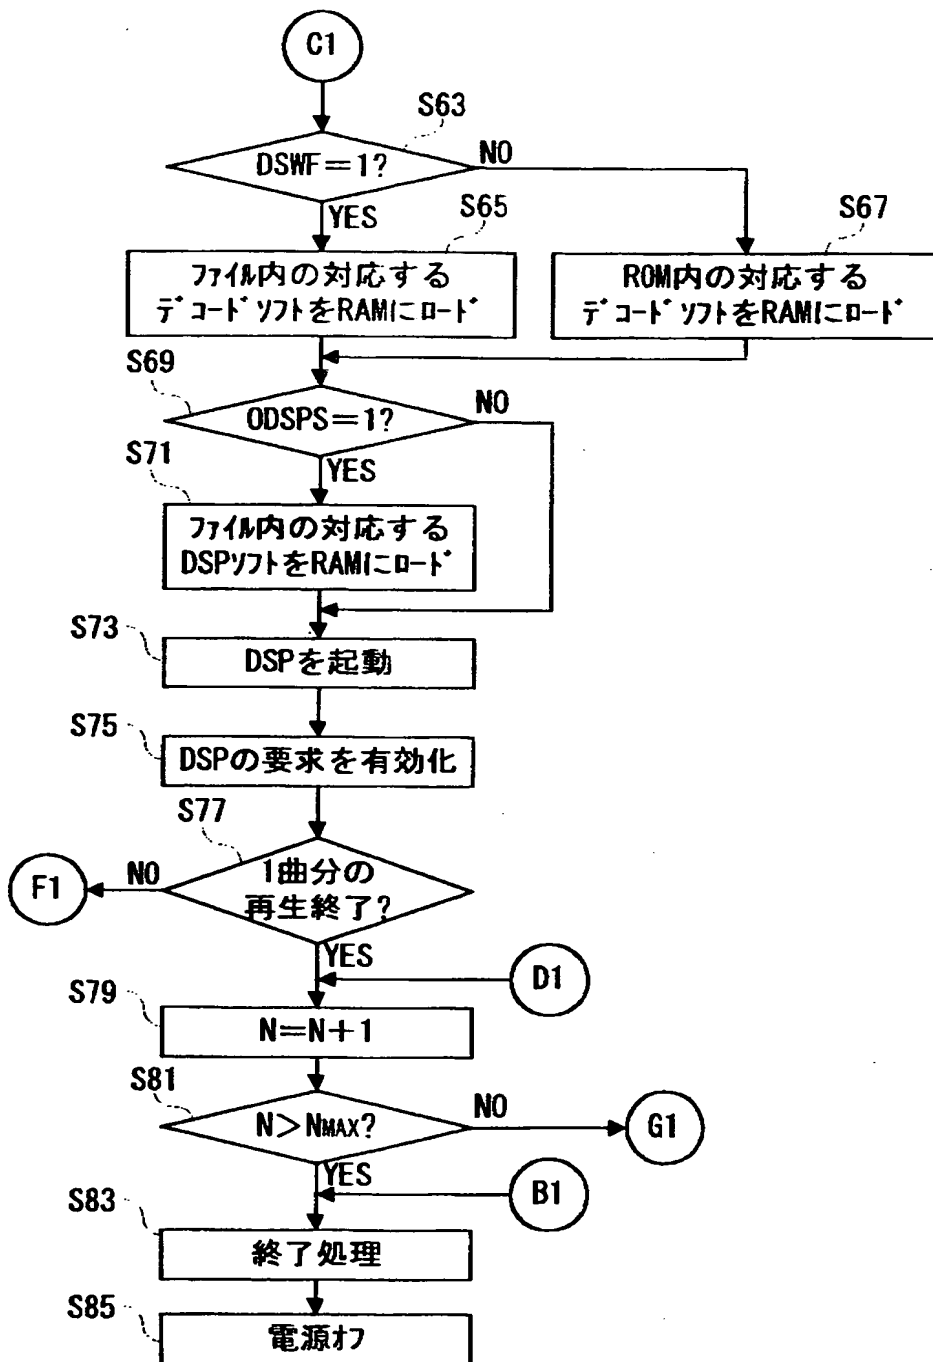 C1
S63
DSWF=1?
NO
YES
S65
S67
ファイル内の対応する
デコードソフトをRAMにロード
ROM内の対応する
デコードソフトをRAMにロード
S69
ODSPS=1?
NO
S71
YES
ファイル内の対応する
DSPソフトをRAMにロード
S73
DSPを起動
S75
DSPの要求を有効化
S77
1曲分の
再生終了?
NO
F1
YES
D1
S79
N=N+1
S81
N>NMAX?
NO
G1
YES
B1
S83
終了処理
S85
電源オフ